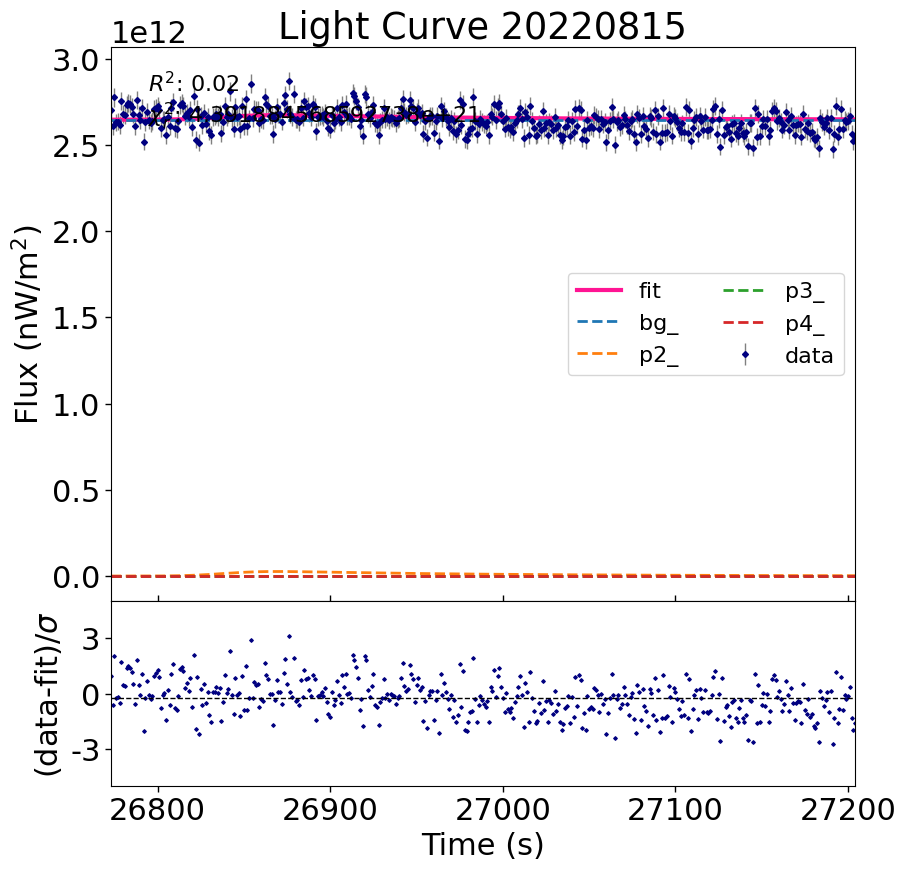 Light Curve 20220815
1e12
R²: 0.02
3.0
2.5
2.0
1.5
1.0
0.5
0.0
Flux (nW/m²)
fit
bg_
p2_
p3_
p4_
data
3
0
-3
(data-fit)/σ
26800 26900 27000 27100 27200
Time (s)